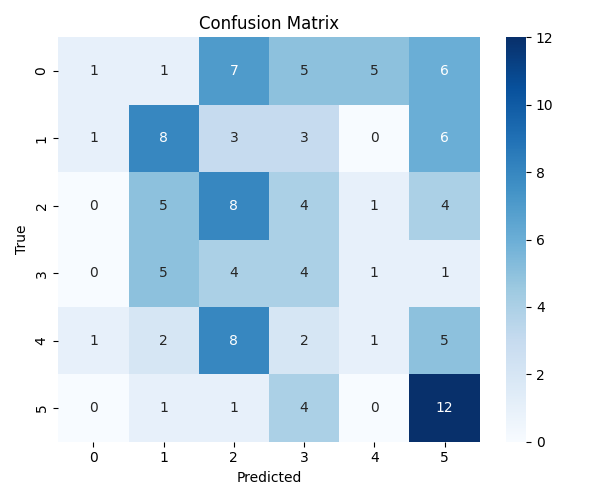 Confusion Matrix
True
0 1 1 7 5 5 6
1 1 8 3 3 0 6
2 0 5 8 4 1 4
3 0 5 4 4 1 1
4 1 2 8 2 1 5
5 0 1 1 4 0 12
0 1 2 3 4 5
Predicted
12
10
8
6
4
2
0